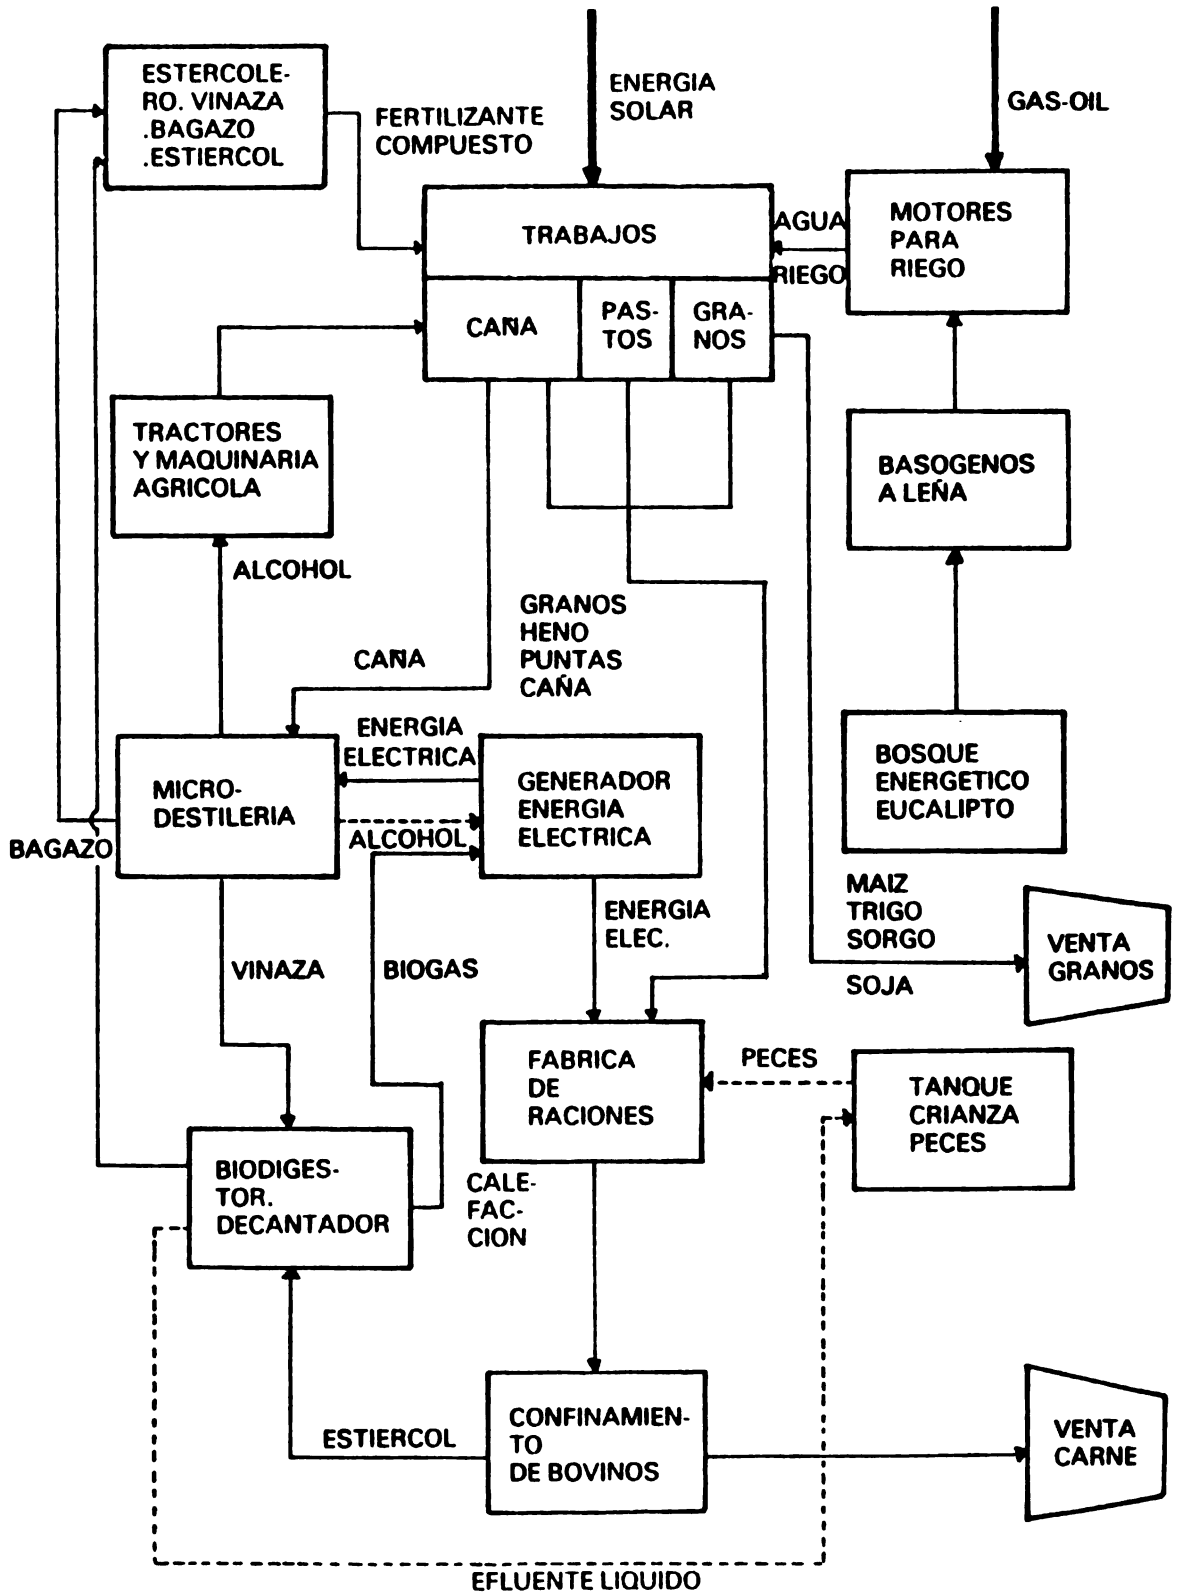 ESTERCOLE-
RO. VINAZA
.BAGAZO
.ESTIERCOL
FERTILIZANTE
COMPUESTO
ENERGIA
SOLAR
GAS-OIL
TRABAJOS
CAÑA
PAS-
TOS
GRA-
NOS
AGUA
RIEGO
MOTORES
PARA
RIEGO
TRACTORES
Y MAQUINARIA
AGRICOLA
BASOGENOS
A LEÑA
ALCOHOL
GRANOS
HENO
PUNTAS
CAÑA
CAÑA
ENERGIA
ELECTRICA
MICRO-
DESTILERIA
GENERADOR
ENERGIA
ELECTRICA
BOSQUE
ENERGETICO
EUCALIPTO
ALCOHOL
BAGAZO
MAIZ
TRIGO
SORGO
SOJA
VENTA
GRANOS
ENERGIA
ELEC.
VINAZA
BIOGAS
FABRICA
DE
RACIONES
PECES
TANQUE
CRIANZA
PECES
BIODIGES-
TOR.
DECANTADOR
CALE-
FAC-
CION
ESTIERCOL
CONFINAMIEN-
TO
DE BOVINOS
VENTA
CARNE
EFLUENTE LIQUIDO